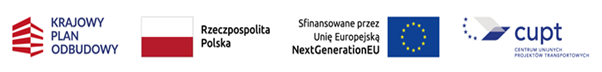 KRAJOWY
PLAN
ODBUDOWY
Rzeczpospolita
Polska
Sfinansowane przez
Unię Europejską
NextGenerationEU
cupt
CENTRUM UNIJNYCH
PROJEKTÓW TRANSPORTOWYCH